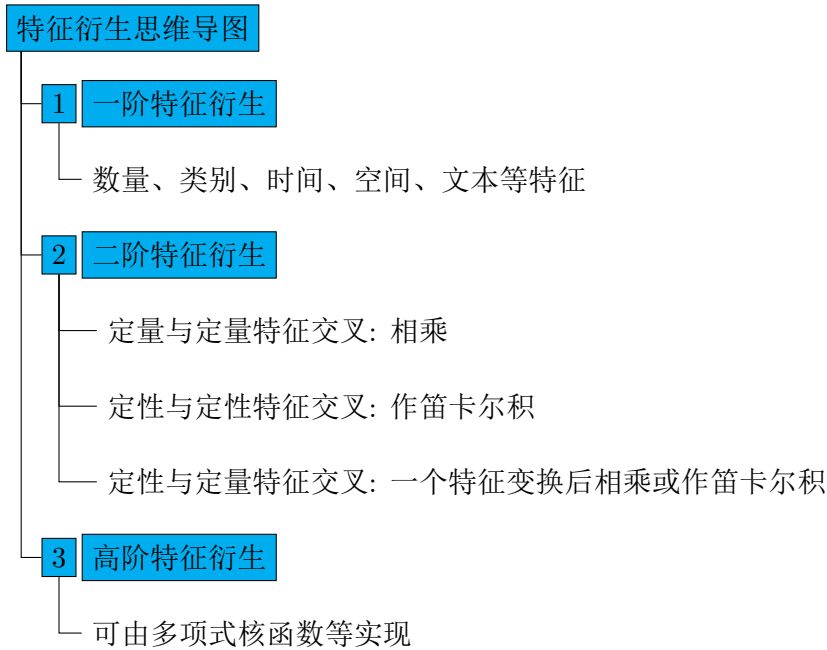 特征衍生思维导图
1 一阶特征衍生
数量、类别、时间、空间、文本等特征
2 二阶特征衍生
定量与定量特征交叉: 相乘
定性与定性特征交叉: 作笛卡尔积
定性与定量特征交叉: 一个特征变换后相乘或作笛卡尔积
3 高阶特征衍生
可由多项式核函数等实现